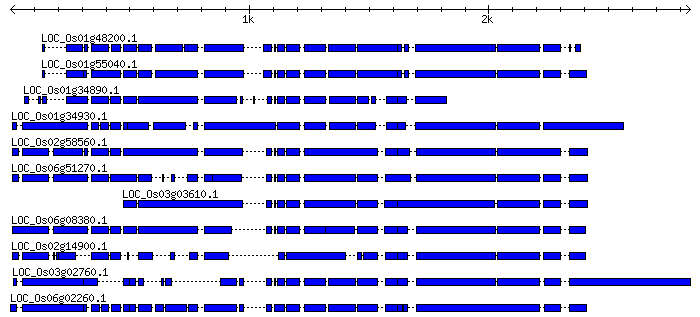 1k 2k
LOC_Os01g48200.1
LOC_Os01g55040.1
LOC_Os01g34890.1
LOC_Os01g34930.1
LOC_Os02g58560.1
LOC_Os06g51270.1
LOC_Os03g03610.1
LOC_Os06g08380.1
LOC_Os02g14900.1
LOC_Os03g02760.1
LOC_Os06g02260.1